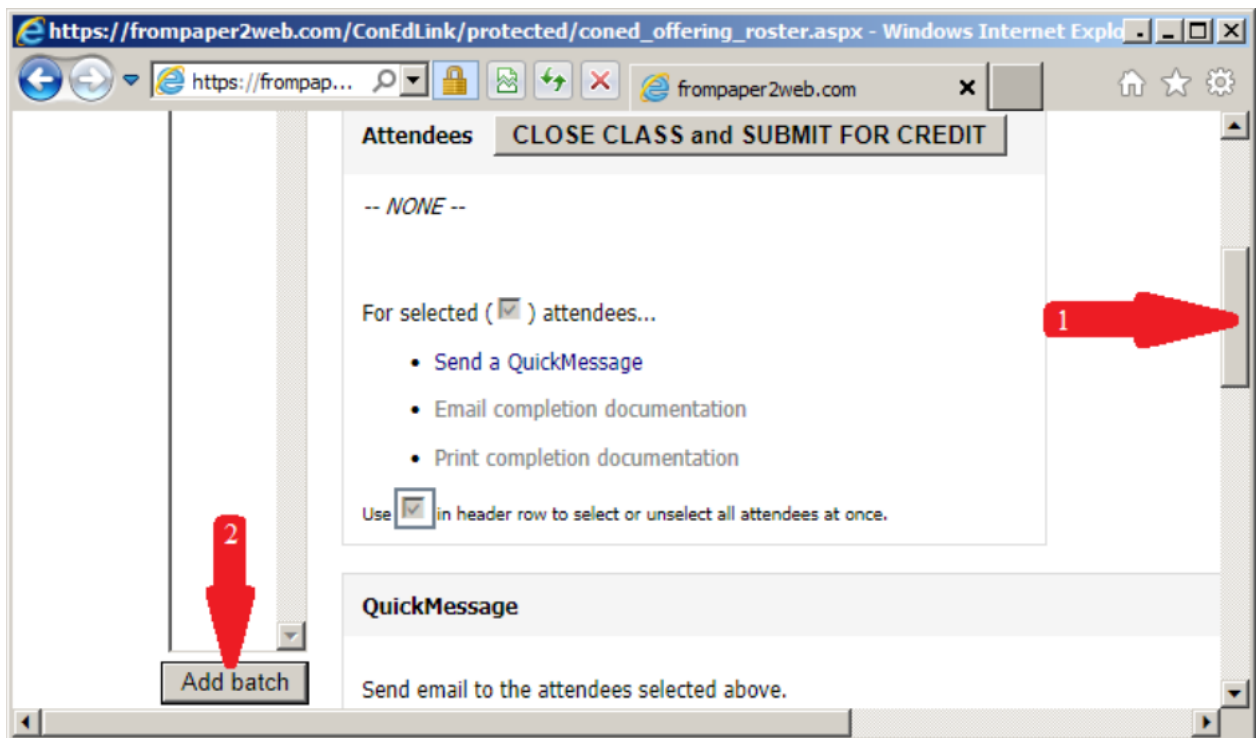 https://frompaper2web.com/ConEdLink/protected/coned_offering_roster.aspx - Windows Internet Explo
https://frompap...
frompaper2web.com
Attendees CLOSE CLASS and SUBMIT FOR CREDIT
-- NONE --
For selected ( ) attendees...
1
• Send a QuickMessage
• Email completion documentation
• Print completion documentation
Use in header row to select or unselect all attendees at once.
2
QuickMessage
Add batch
Send email to the attendees selected above.